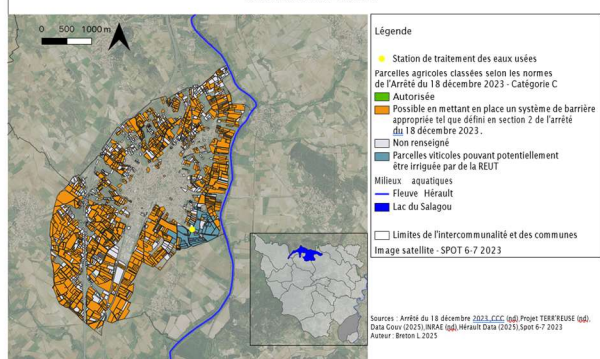 0 500 1000 m
Légende
Station de traitement des eaux usées
Parcelles agricoles classées selon les normes
de l'Arrêté du 18 décembre 2023 - Catégorie C
Autorisée
Possible en mettant en place un système de barrière
appropriée tel que défini en section 2 de l'arrêté
du 18 décembre 2023.
Non renseigné
Parcelles viticoles pouvant potentiellement
être irriguée par de la REUT
Milieux aquatiques
Fleuve Hérault
Lac du Salagou
Limites de l'intercommunalité et des communes
Image satellite - SPOT 6-7 2023
Sources : Arrêté du 18 décembre 2023,CCC (nd),Projet TERR'REUSE (nd),
Data Gouv (2025),INRAE (nd),Hérault Data (2025),Spot 6-7 2023
Auteur : Breton L 2025